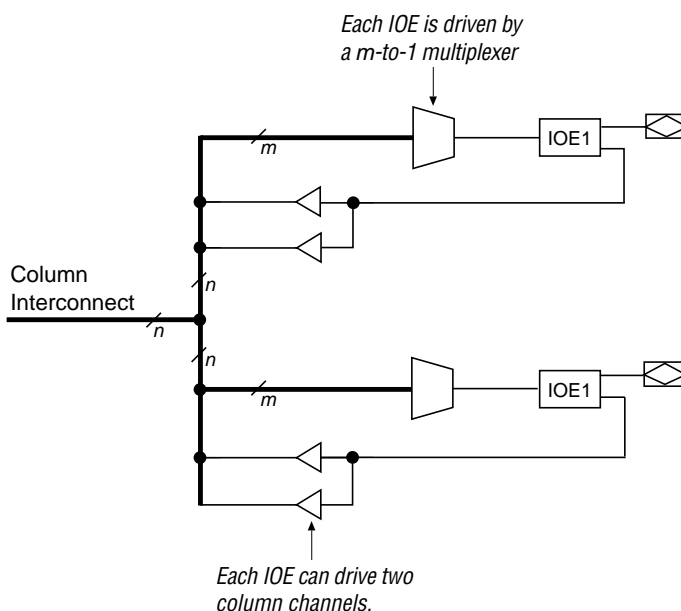 Each IOE is driven by
a m-to-1 multiplexer
m
IOE1
n
Column
Interconnect
n
n
m
IOE1
Each IOE can drive two
column channels.